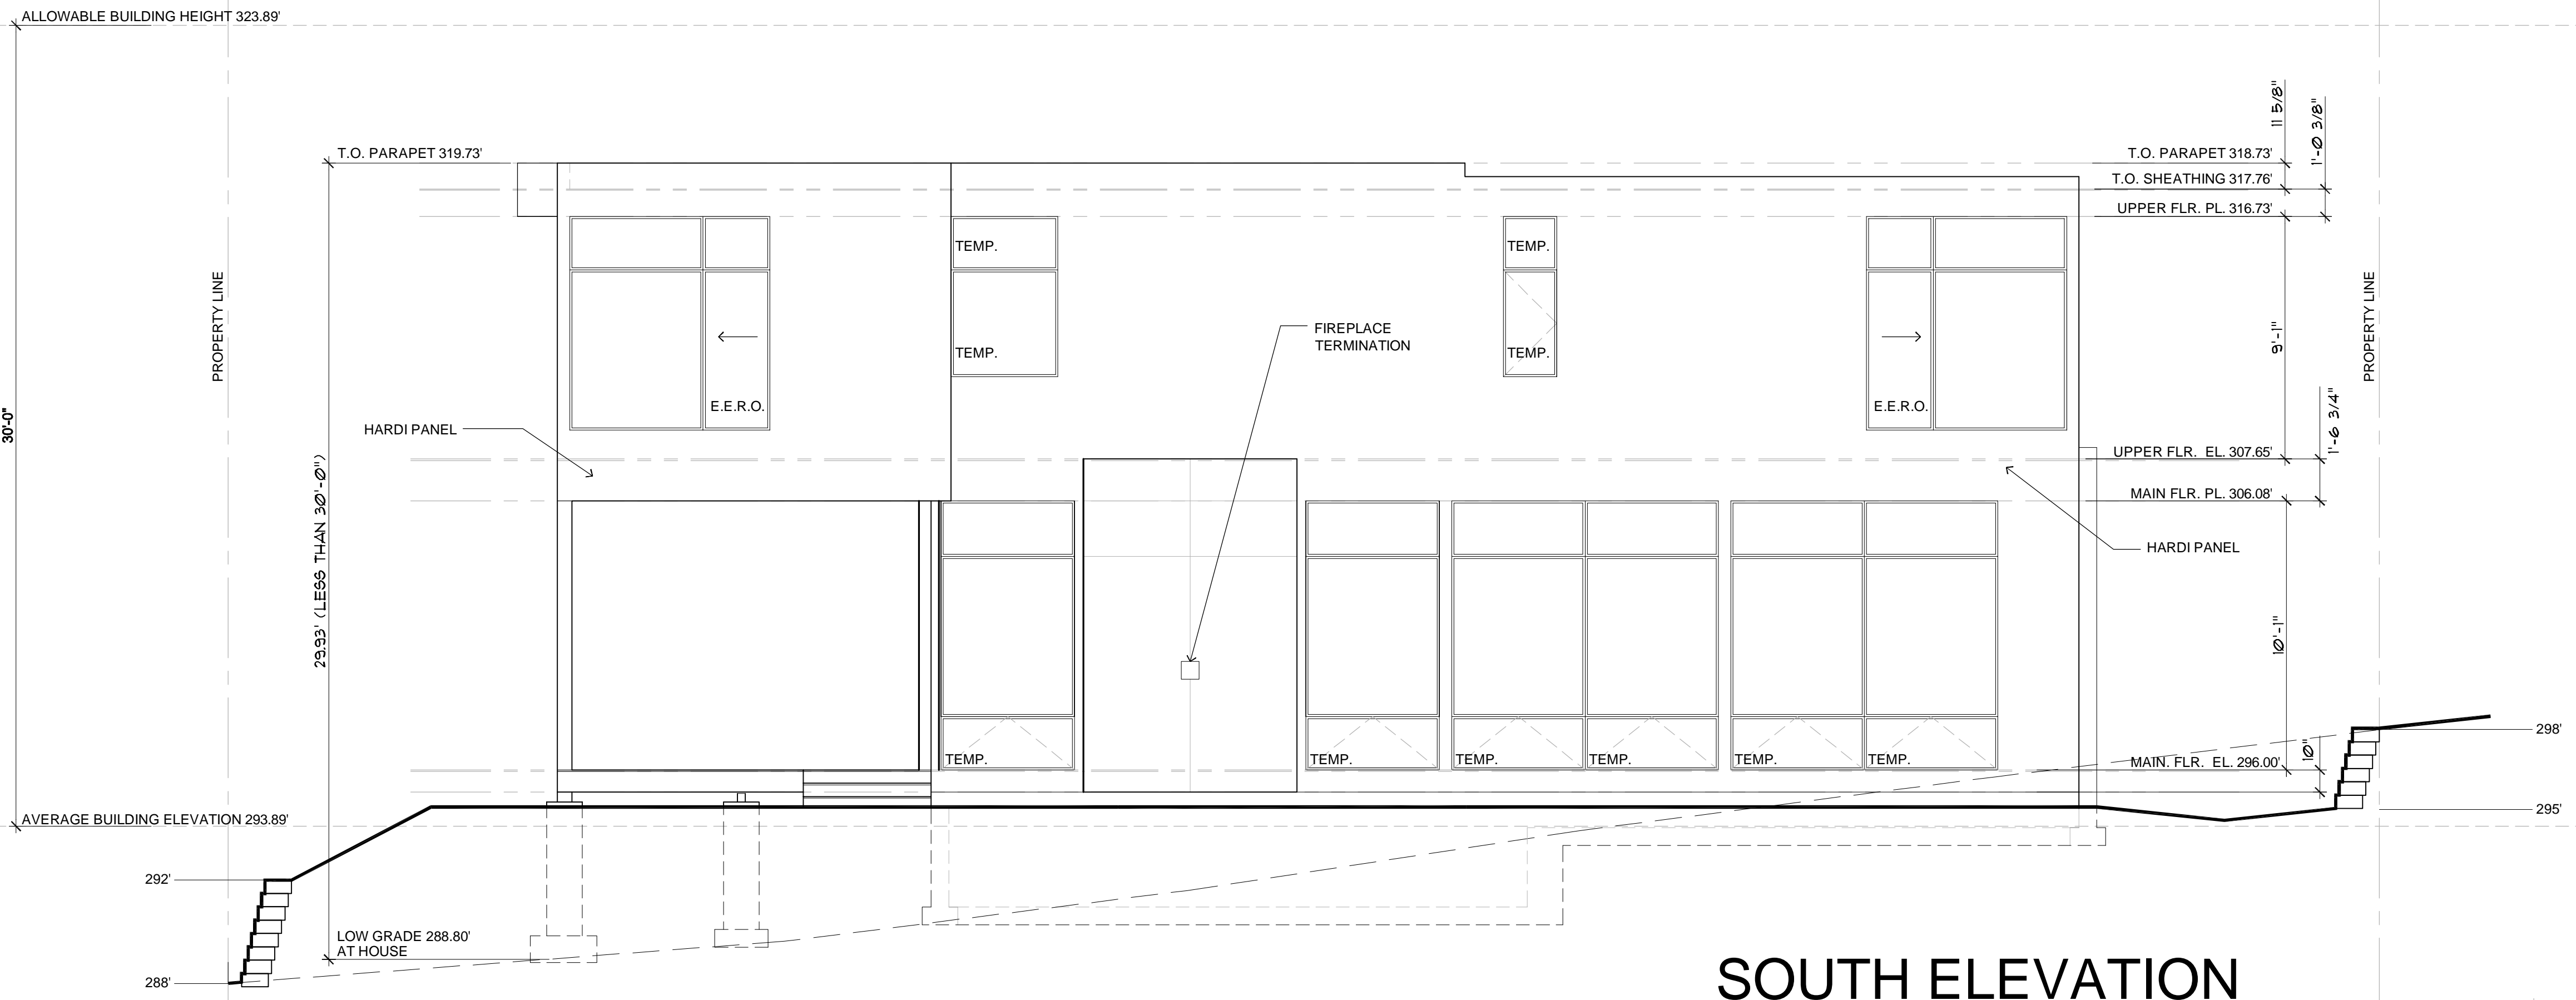 ALLOWABLE BUILDING HEIGHT 323.89'
11 5/8"
1'-0 3/8"
T.O. PARAPET 319.73'
T.O. PARAPET 318.73'
T.O. SHEATHING 317.76'
UPPER FLR. PL. 316.73'
TEMP.
TEMP.
PROPERTY LINE
PROPERTY LINE
FIREPLACE
TERMINATION
9'-1"
TEMP.
TEMP.
E.E.R.O.
E.E.R.O.
30'-0"
HARDI PANEL
1'-6 3/4"
UPPER FLR. EL. 307.65'
MAIN FLR. PL. 306.08'
29.93' (LESS THAN 30'-0")
HARDI PANEL
10'-1"
298'
10"
TEMP.
TEMP.
TEMP.
TEMP.
TEMP.
TEMP.
MAIN. FLR. EL. 296.00'
295'
AVERAGE BUILDING ELEVATION 293.89'
292'
LOW GRADE 288.80'
AT HOUSE
288'
SOUTH ELEVATION